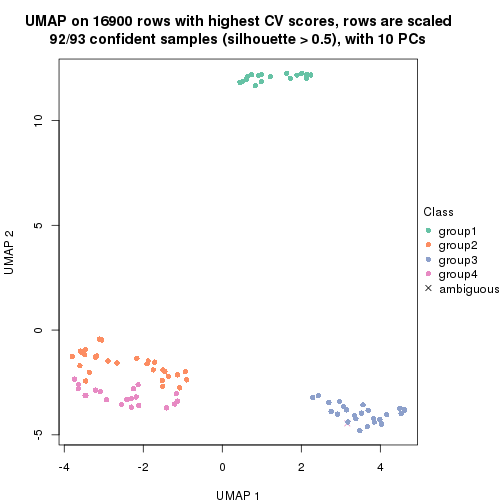 UMAP on 16900 rows with highest CV scores, rows are scaled
92/93 confident samples (silhouette > 0.5), with 10 PCs
10
5
0
-5
UMAP 2
-4
-2
0
2
4
UMAP 1
Class
group1
group2
group3
group4
ambiguous